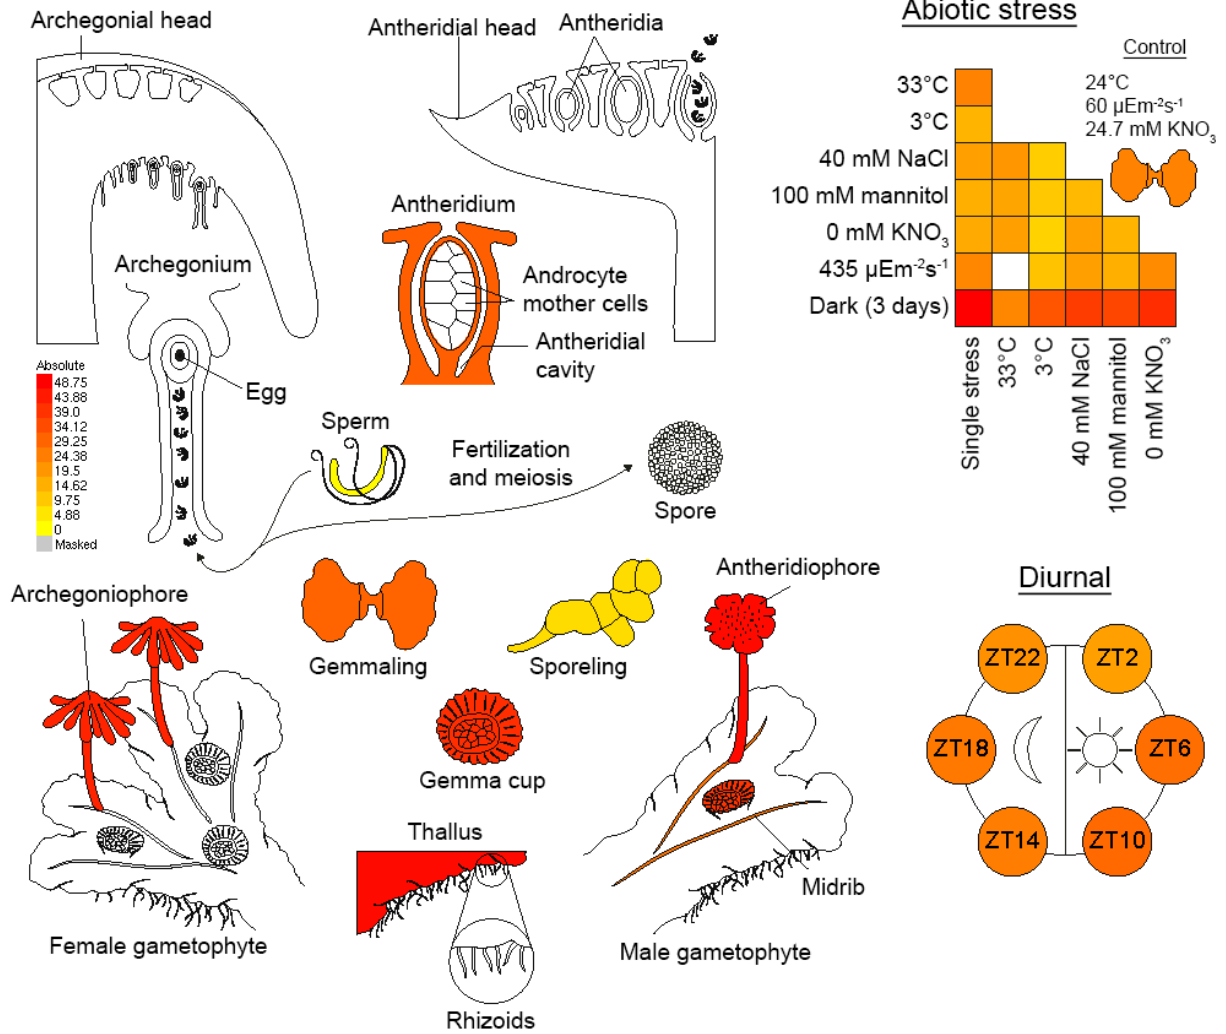 Archegonial head
Antheridial head
Antheridia
Abiotic stress
Control
24°C
60 µEm-2s-1
24.7 mM KNO3
33°C
3°C
40 mM NaCl
100 mM mannitol
0 mM KNO3
435 µEm-2s-1
Dark (3 days)
Single stress
33°C
3°C
40 mM NaCl
100 mM mannitol
0 mM KNO3
Antheridium
Androcyte
mother cells
Antheridial
cavity
Archegonium
Egg
Absolute
48.75
43.88
39.0
34.12
29.25
24.38
19.5
14.62
9.75
4.88
0
Masked
Sperm
Fertilization
and meiosis
Spore
Archegoniophore
Gemmaling
Sporeling
Antheridiophore
Diurnal
ZT22
ZT2
ZT18
ZT6
ZT14
ZT10
Gemma cup
Thallus
Midrib
Female gametophyte
Male gametophyte
Rhizoids